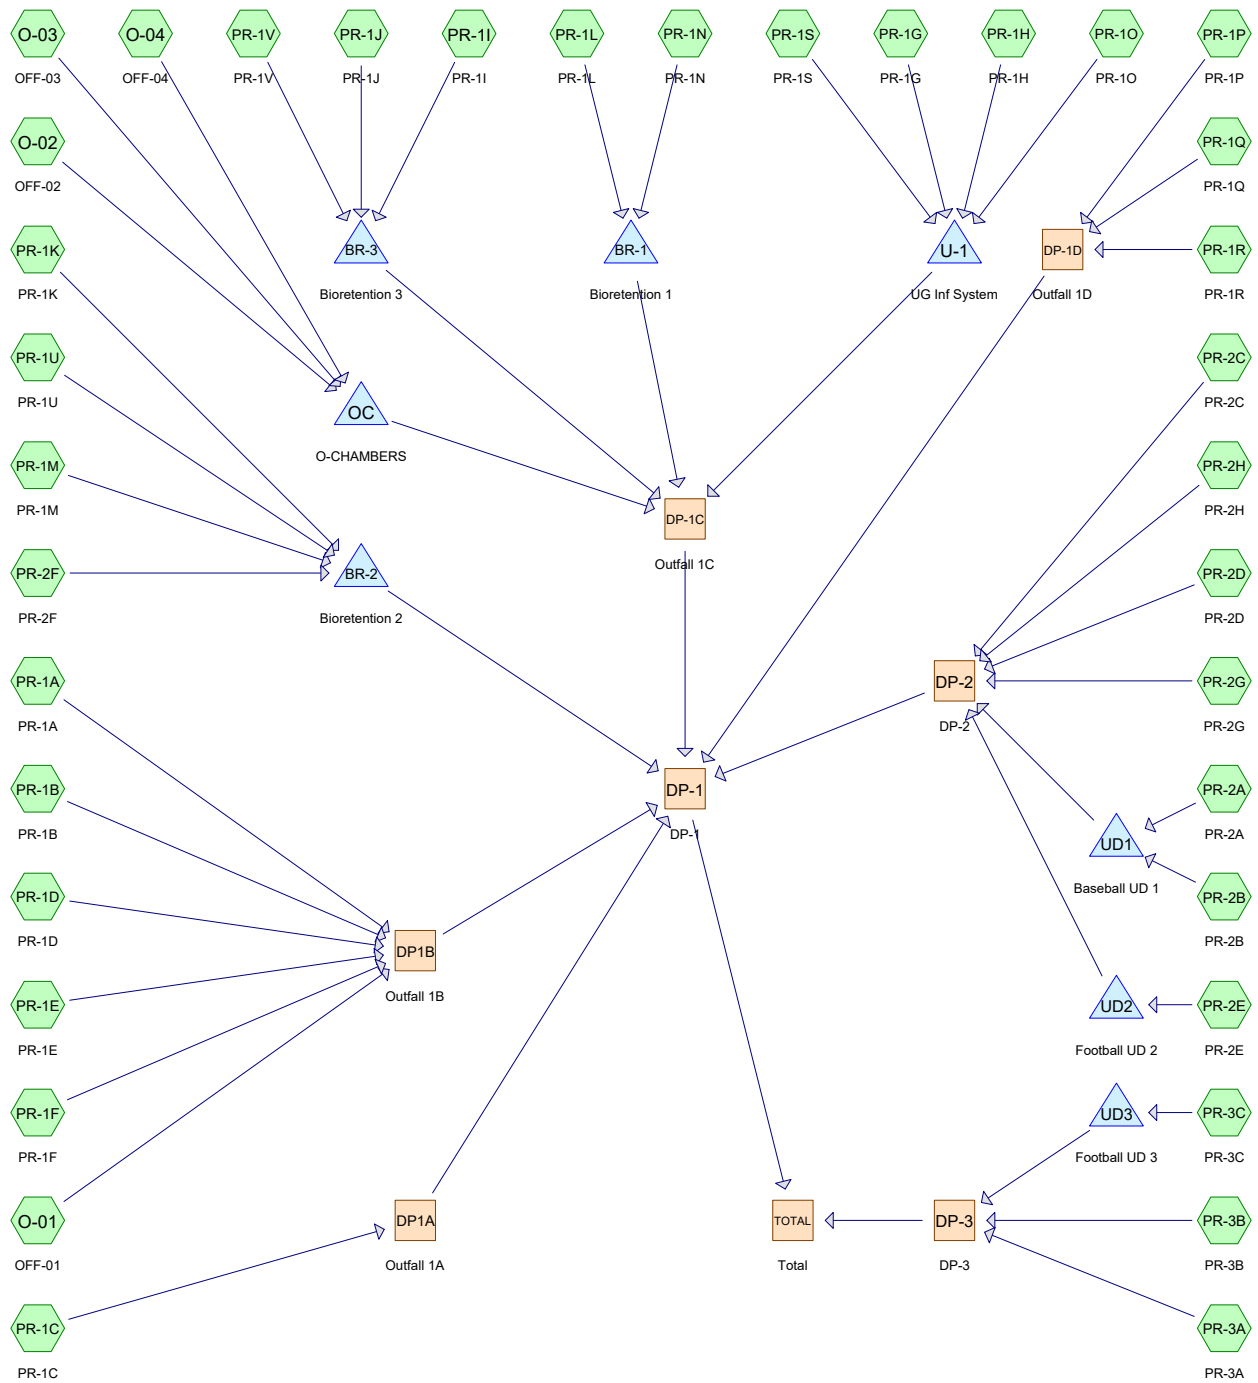 O-03 O-04 PR-1V PR-1J PR-1I PR-1L PR-1N PR-1S PR-1G PR-1H PR-1O PR-1P
OFF-03 OFF-04 PR-1V PR-1J PR-1I PR-1L PR-1N PR-1S PR-1G PR-1H PR-1O PR-1P
O-02 PR-1Q
OFF-02 PR-1Q
PR-1K BR-3 BR-1 U-1 DP-1D PR-1R
PR-1K Bioretention 3 Bioretention 1 UG Inf System Outfall 1D PR-1R
PR-1U PR-2C
PR-1U PR-2C
OC
O-CHAMBERS
PR-1M PR-2H
PR-1M PR-2H
DP-1C
Outfall 1C
PR-2F BR-2 PR-2D
PR-2F Bioretention 2 PR-2D
PR-1A DP-2 PR-2G
PR-1A DP-2 PR-2G
PR-1B DP-1 PR-2A
PR-1B DP-1 PR-2A
UD1
Baseball UD 1
PR-1D PR-2B
PR-1D PR-2B
DP1B
Outfall 1B
PR-1E UD2 PR-2E
PR-1E Football UD 2 PR-2E
PR-1F UD3 PR-3C
PR-1F Football UD 3 PR-3C
O-01 DP1A TOTAL DP-3 PR-3B
OFF-01 Outfall 1A Total DP-3 PR-3B
PR-1C PR-3A
PR-1C PR-3A